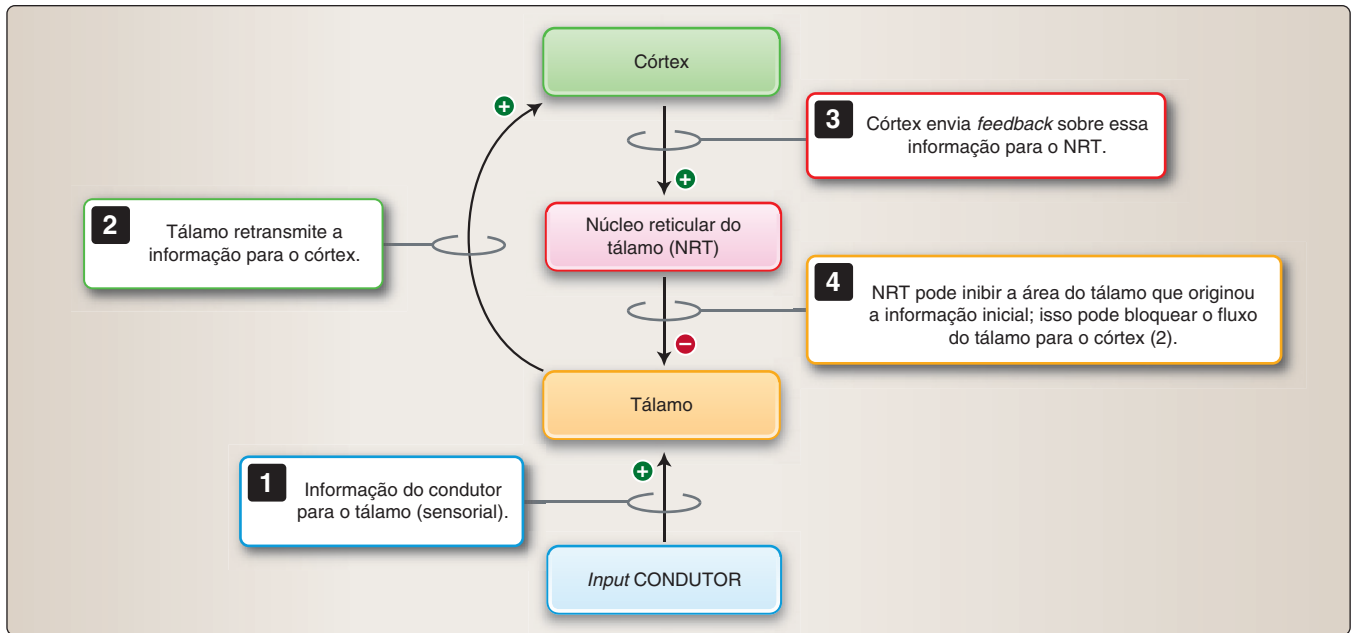 Córtex
+
3
Córtex envia feedback sobre essa
informação para o NRT.
+
2
Tálamo retransmite a
informação para o córtex.
Núcleo reticular do
tálamo (NRT)
4
NRT pode inibir a área do tálamo que originou
a informação inicial; isso pode bloquear o fluxo
do tálamo para o córtex (2).
−
Tálamo
+
1
Informação do condutor
para o tálamo (sensorial).
Input CONDUTOR